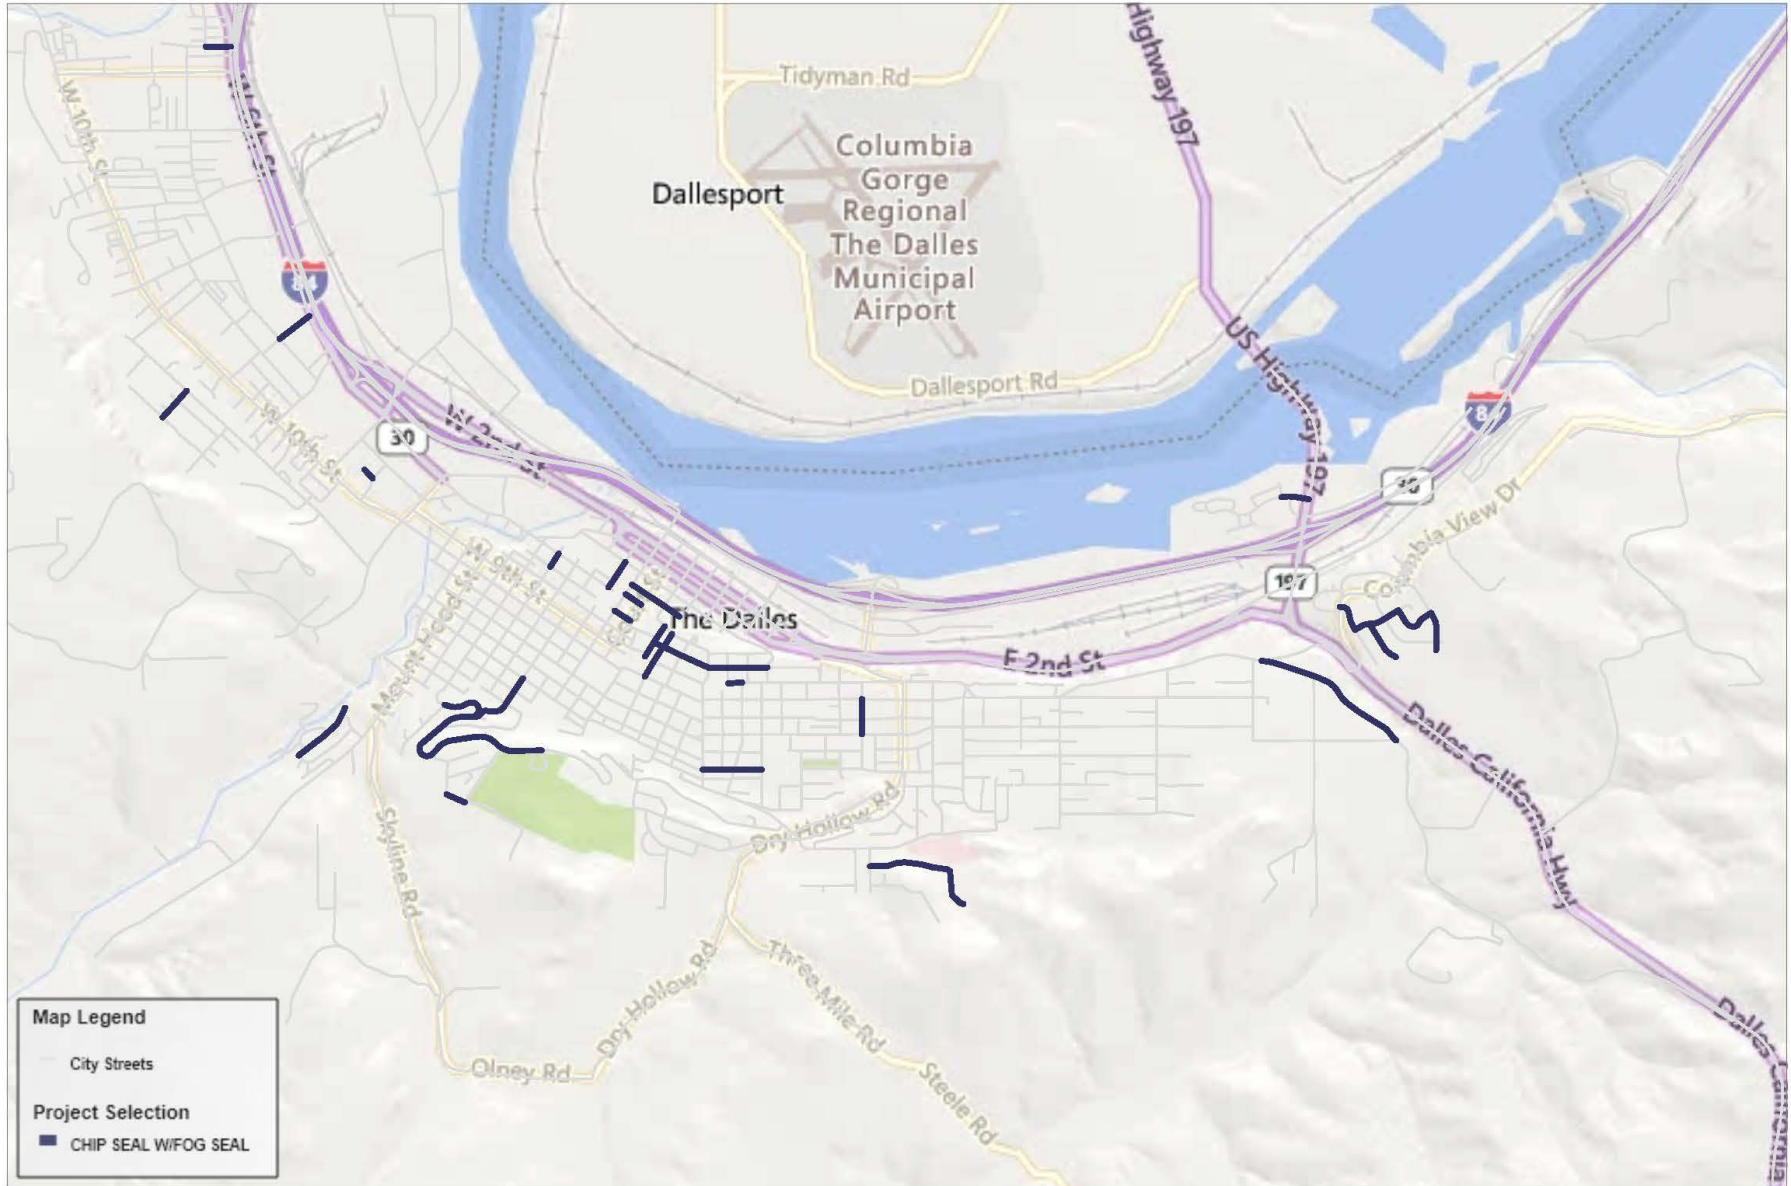 Tidyman Rd
Highway 197
W 6th St
W 10th St
Columbia
Gorge
Regional
The Dalles
Municipal
Airport
Dallesport
84
US Highway 197
Dallesport Rd
84
W 10th St
30
W 2nd St
30
Columbia View Dr
197
W 9th St
Mount Hood St
The Dalles
E 2nd St
Dalles California Hwy
Skyline Rd
Dry Hollow Rd
Dry Hollow Rd
Three Mile Rd
Olney Rd
Steele Rd
Dalles California
Map Legend
City Streets
Project Selection
CHIP SEAL W/FOG SEAL